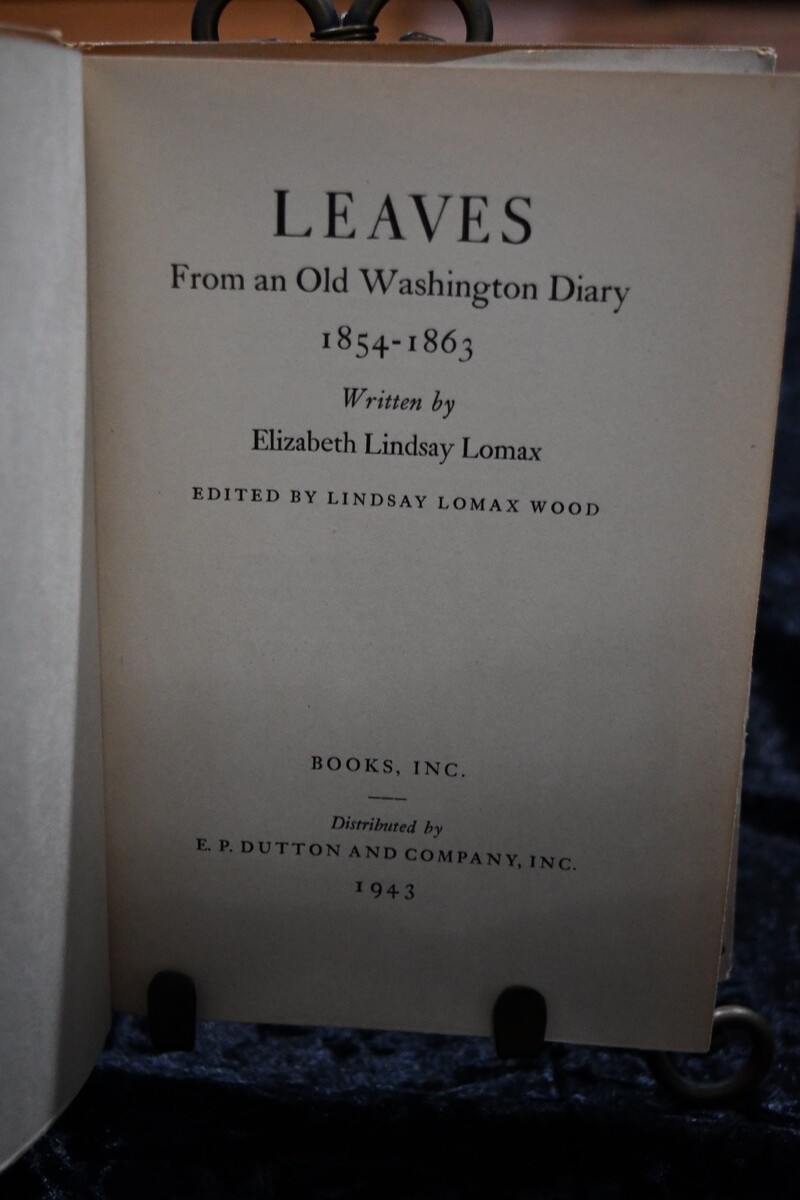 LEAVES
From an Old Washington Diary
1854-1863
Written by
Elizabeth Lindsay Lomax
EDITED BY LINDSAY LOMAX WOOD
BOOKS, INC.
Distributed by
E. P. DUTTON AND COMPANY, INC.
1943